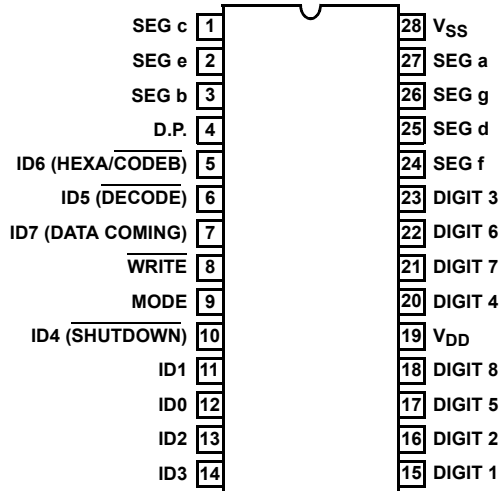 SEG c 1 28 VSS
SEG e 2 27 SEG a
SEG b 3 26 SEG g
D.P. 4 25 SEG d
ID6 (HEXA/CODEB) 5 24 SEG f
ID5 (DECODE) 6 23 DIGIT 3
ID7 (DATA COMING) 7 22 DIGIT 6
WRITE 8 21 DIGIT 7
MODE 9 20 DIGIT 4
ID4 (SHUTDOWN) 10 19 VDD
ID1 11 18 DIGIT 8
ID0 12 17 DIGIT 5
ID2 13 16 DIGIT 2
ID3 14 15 DIGIT 1